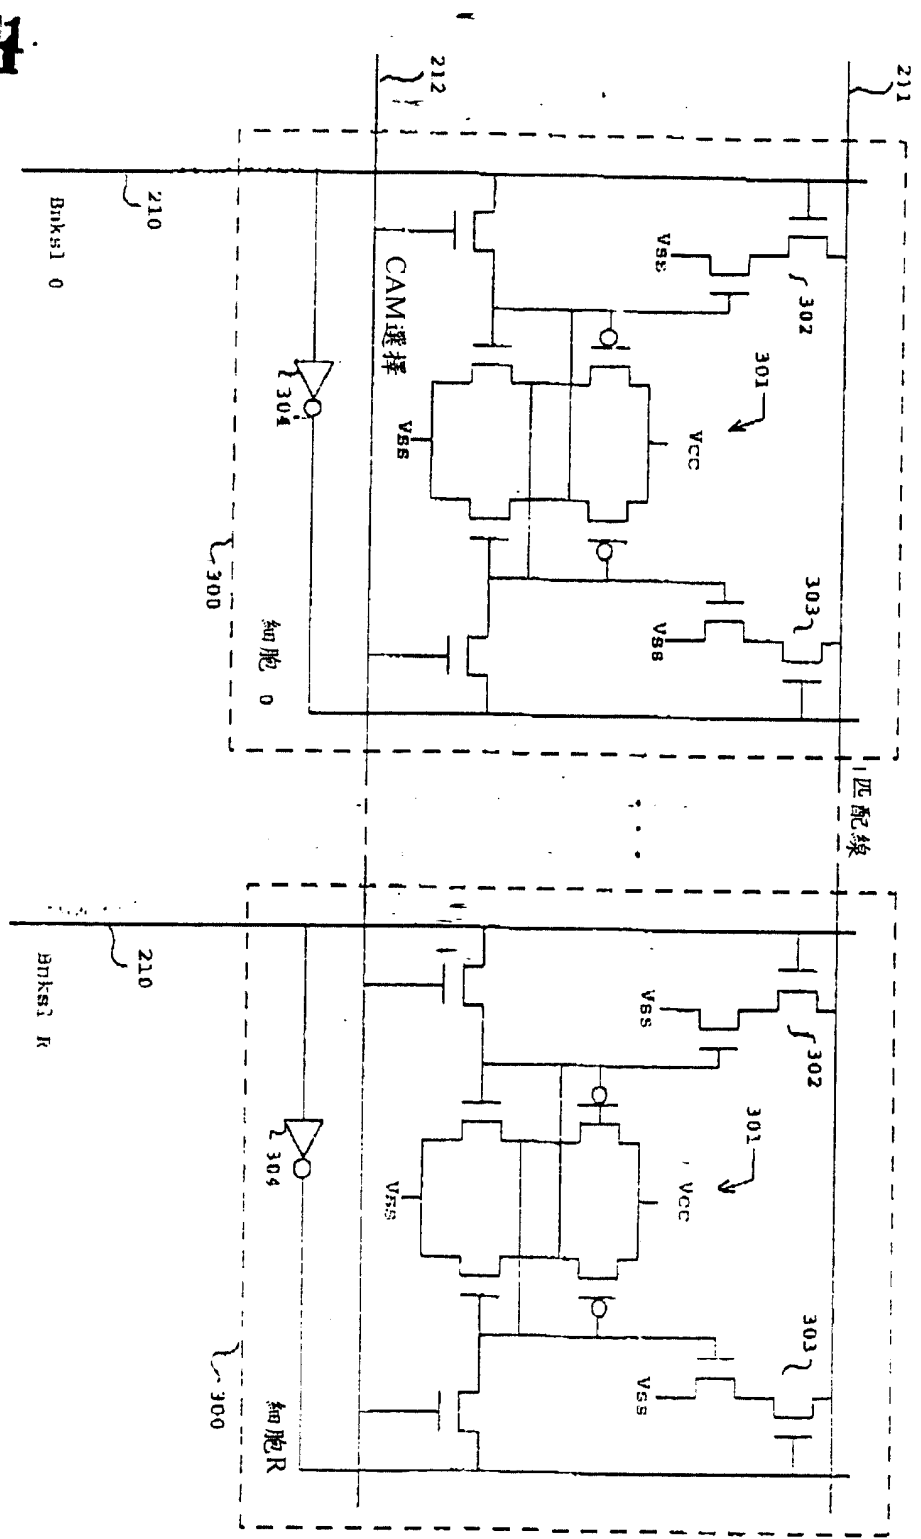 211
212
210
Bnksl 0
302
Vss
CAM選擇
301
304
Vss
Vcc
303
Vss
300
細胞 0
匹配線
210
Bnksl R
302
Vss
301
304
Vss
Vcc
303
Vss
300
細胞R